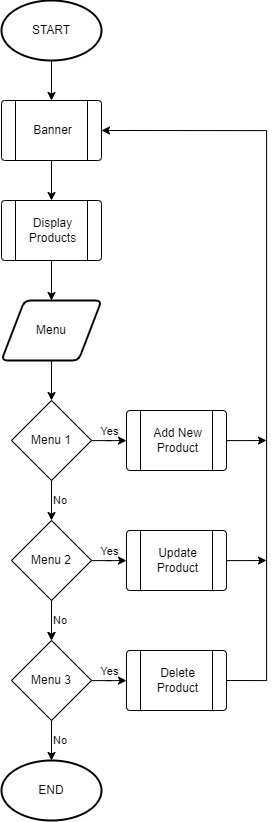 START
Banner
Display
Products
Menu
Menu 1
Yes
Add New
Product
No
Menu 2
Yes
Update
Product
No
Menu 3
Yes
Delete
Product
No
END